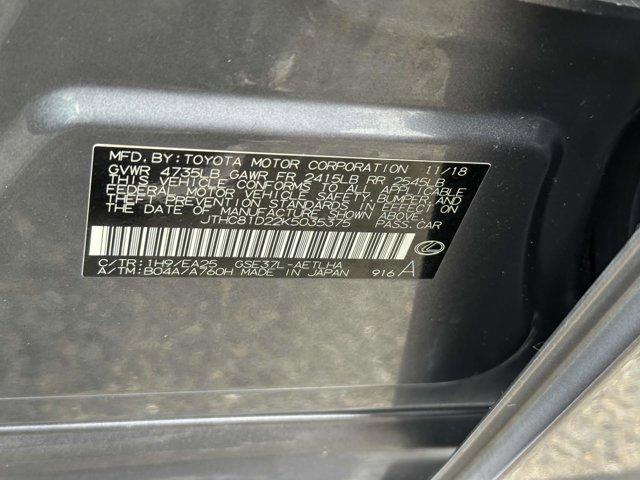 MFD. BY: TOYOTA MOTOR CORPORATION 11/18
GVWR 4735LB GAWR FR 2415LB RR 2545LB
THIS VEHICLE CONFORMS TO ALL APPLICABLE
FEDERAL MOTOR VEHICLE SAFETY, BUMPER, AND
THEFT PREVENTION STANDARDS IN EFFECT ON
THE DATE OF MANUFACTURE SHOWN ABOVE.
JTHC81D22K5035375 PASS.CAR
C/TR: 1H9/EA25 GSE37L-AETLHA
A/TM: B04A/A760H MADE IN JAPAN 916 A